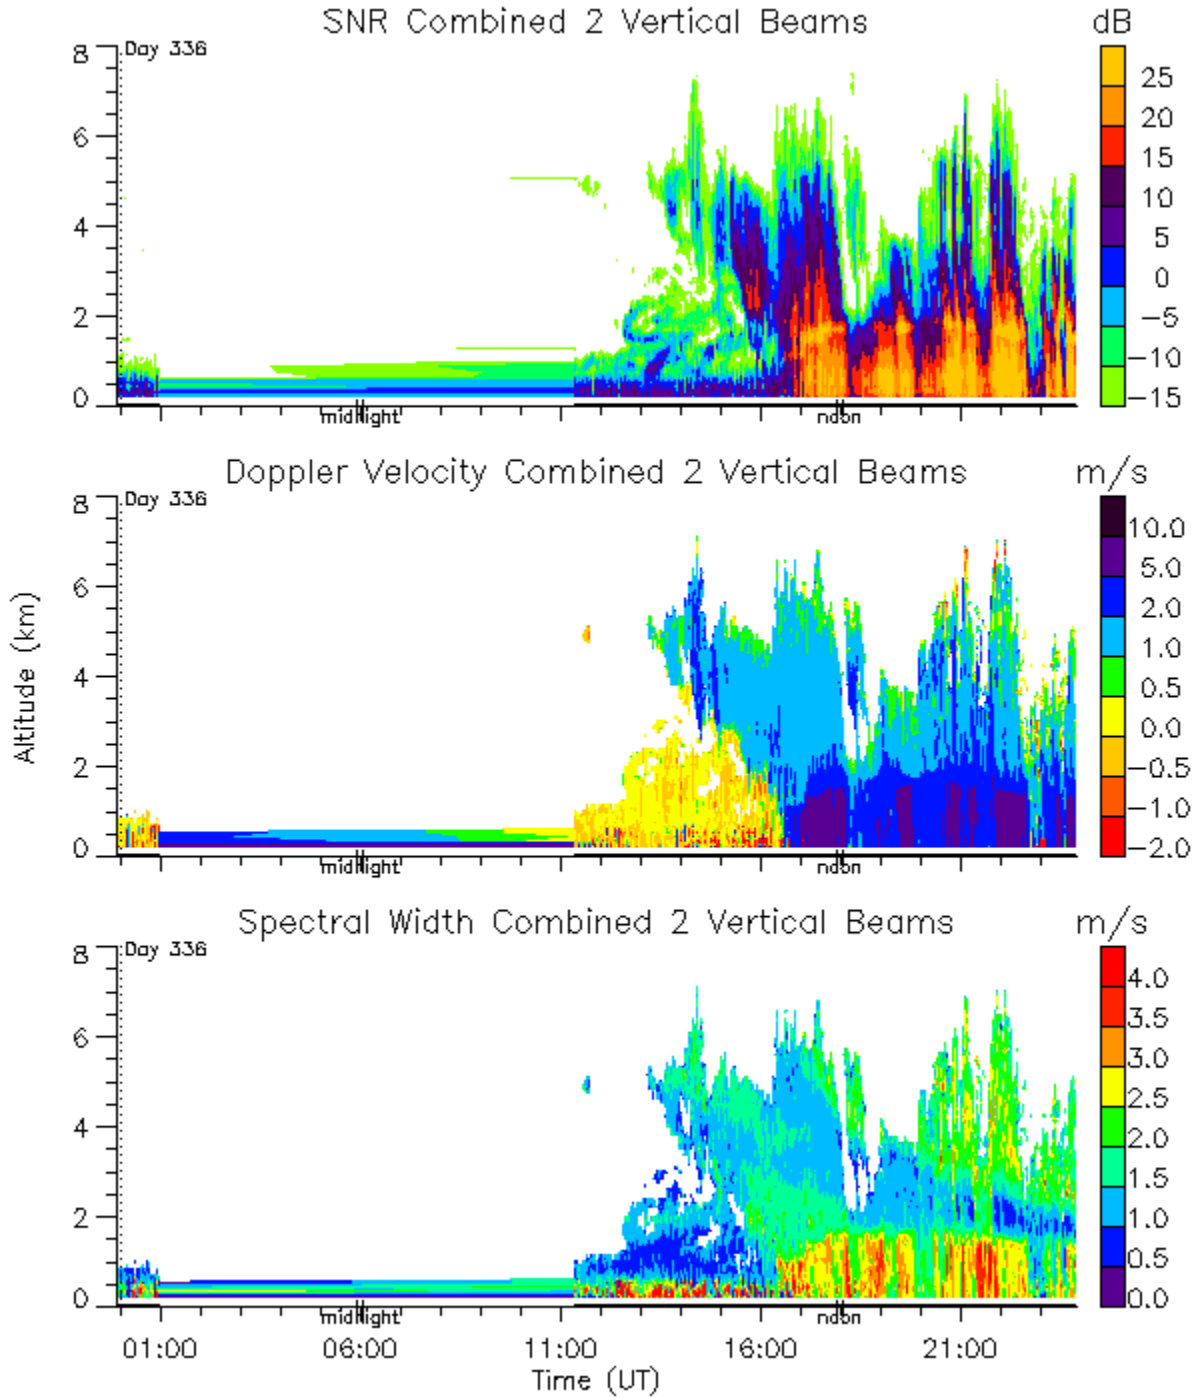 SNR Combined 2 Vertical Beams
dB
Day 336
8
6
4
2
0
25
20
15
10
5
0
−5
−10
−15
midnight
noon
Doppler Velocity Combined 2 Vertical Beams
m/s
Day 336
8
6
4
2
0
Altitude (km)
10.0
5.0
2.0
1.0
0.5
0.0
−0.5
−1.0
−2.0
midnight
noon
Spectral Width Combined 2 Vertical Beams
m/s
Day 336
8
6
4
2
0
4.0
3.5
3.0
2.5
2.0
1.5
1.0
0.5
0.0
midnight
noon
01:00 06:00 11:00 16:00 21:00
Time (UT)